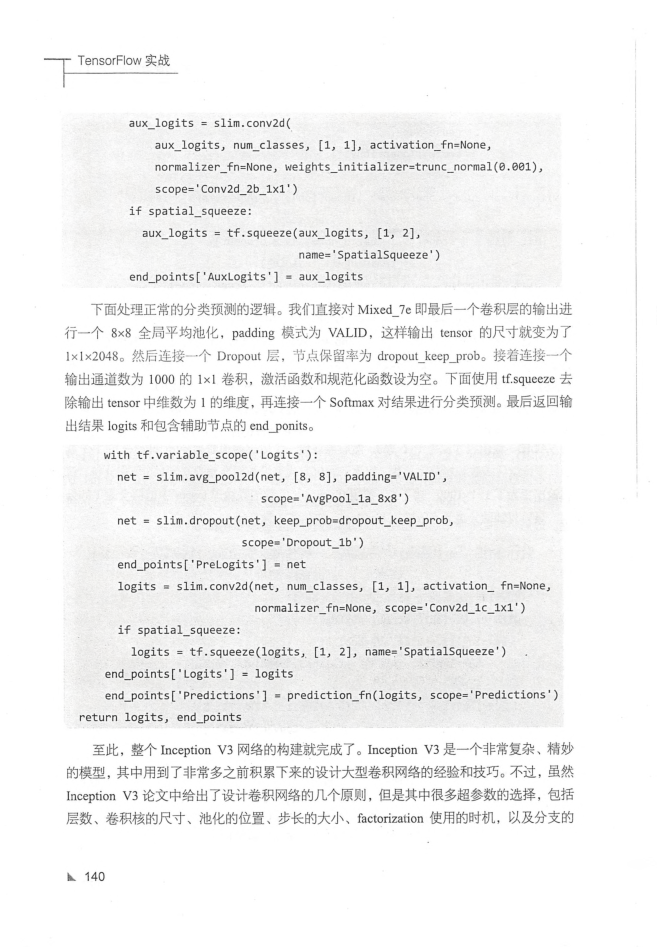 TensorFlow 实战
aux_logits = slim.conv2d(
aux_logits, num_classes, [1, 1], activation_fn=None,
normalizer_fn=None, weights_initializer=trunc_normal(0.001),
scope='Conv2d_2b_1x1')
if spatial_squeeze:
aux_logits = tf.squeeze(aux_logits, [1, 2],
name='SpatialSqueeze')
end_points['AuxLogits'] = aux_logits
下面处理正常的分类预测的逻辑。我们直接对 Mixed_7e 即最后一个卷积层的输出进
行一个 8×8 全局平均池化，padding 模式为 VALID，这样输出 tensor 的尺寸就变为了
1×1×2048。然后连接一个 Dropout 层，节点保留率为 dropout_keep_prob。接着连接一个
输出通道数为 1000 的 1×1 卷积，激活函数和规范化函数设为空。下面使用 tf.squeeze 去
除输出 tensor 中维数为 1 的维度，再连接一个 Softmax 对结果进行分类预测。最后返回输
出结果 logits 和包含辅助节点的 end_ponits。
with tf.variable_scope('Logits'):
net = slim.avg_pool2d(net, [8, 8], padding='VALID',
scope='AvgPool_1a_8x8')
net = slim.dropout(net, keep_prob=dropout_keep_prob,
scope='Dropout_1b')
end_points['PreLogits'] = net
logits = slim.conv2d(net, num_classes, [1, 1], activation_ fn=None,
normalizer_fn=None, scope='Conv2d_1c_1x1')
if spatial_squeeze:
logits = tf.squeeze(logits, [1, 2], name='SpatialSqueeze')
end_points['Logits'] = logits
end_points['Predictions'] = prediction_fn(logits, scope='Predictions')
return logits, end_points
至此，整个 Inception V3 网络的构建就完成了。Inception V3 是一个非常复杂、精妙
的模型，其中用到了非常多之前积累下来的设计大型卷积网络的经验和技巧。不过，虽然
Inception V3 论文中给出了设计卷积网络的几个原则，但是其中很多超参数的选择，包括
层数、卷积核的尺寸、池化的位置、步长的大小、factorization 使用的时机，以及分支的
140